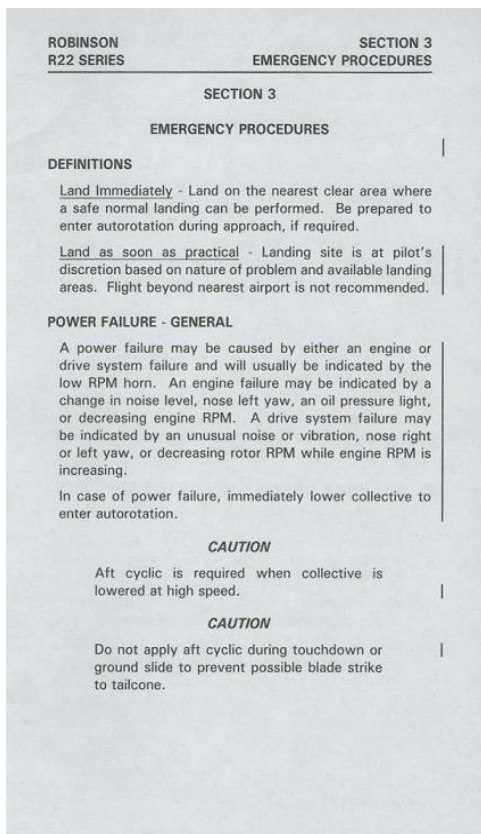 ROBINSON SECTION 3
R22 SERIES EMERGENCY PROCEDURES
SECTION 3
EMERGENCY PROCEDURES
DEFINITIONS
Land Immediately - Land on the nearest clear area where
a safe normal landing can be performed. Be prepared to
enter autorotation during approach, if required.
Land as soon as practical - Landing site is at pilot's
discretion based on nature of problem and available landing
areas. Flight beyond nearest airport is not recommended.
POWER FAILURE - GENERAL
A power failure may be caused by either an engine or
drive system failure and will usually be indicated by the
low RPM horn. An engine failure may be indicated by a
change in noise level, nose left yaw, an oil pressure light,
or decreasing engine RPM. A drive system failure may
be indicated by an unusual noise or vibration, nose right
or left yaw, or decreasing rotor RPM while engine RPM is
increasing.
In case of power failure, immediately lower collective to
enter autorotation.
CAUTION
Aft cyclic is required when collective is
lowered at high speed.
CAUTION
Do not apply aft cyclic during touchdown or
ground slide to prevent possible blade strike
to tailcone.